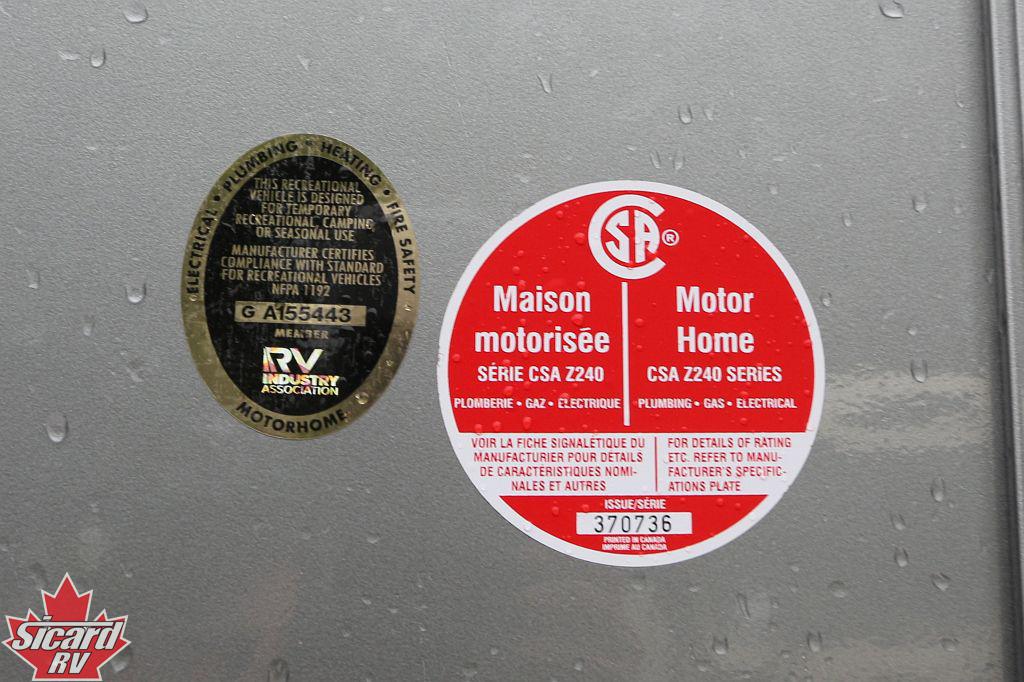 ELECTRICAL • PLUMBING • HEATING • FIRE SAFETY
THIS RECREATIONAL
VEHICLE IS DESIGNED
FOR TEMPORARY
RECREATIONAL, CAMPING
OR SEASONAL USE
MANUFACTURER CERTIFIES
COMPLIANCE WITH STANDARD
FOR RECREATIONAL VEHICLES
NFPA 1192
G A155443
MEMBER
RV
INDUSTRY
ASSOCIATION
MOTORHOME
CSA ®
Maison
motorisée
SÉRIE CSA Z240
PLOMBERIE • GAZ • ÉLECTRIQUE
Motor
Home
CSA Z240 SERIES
PLUMBING • GAS • ELECTRICAL
VOIR LA FICHE SIGNALÉTIQUE DU
MANUFACTURIER POUR DÉTAILS
DE CARACTÉRISTIQUES NOMI-
NALES ET AUTRES
FOR DETAILS OF RATING
ETC. REFER TO MANU-
FACTURER'S SPECIFIC-
ATIONS PLATE
ISSUE/SÉRIE
370736
PRINTED IN CANADA
IMPRIME AU CANADA
Sicard
RV